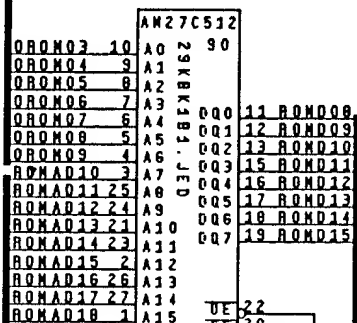 AM27C512
90
29KBK1B1.JED
OROMO3 10 A0
OROMO4 9 A1
OROMO5 8 A2
OROMO6 7 A3
OROMO7 6 A4
OROMO8 5 A5
OROMO9 4 A6
ROMAD10 3 A7
ROMAD11 25 A8
ROMAD12 24 A9
ROMAD13 21 A10
ROMAD14 23 A11
ROMAD15 2 A12
ROMAD16 26 A13
ROMAD17 27 A14
ROMAD18 1 A15
DQ0 11 ROMD08
DQ1 12 ROMD09
DQ2 13 ROMD10
DQ3 15 ROMD11
DQ4 16 ROMD12
DQ5 17 ROMD13
DQ6 18 ROMD14
DQ7 19 ROMD15
OE 22